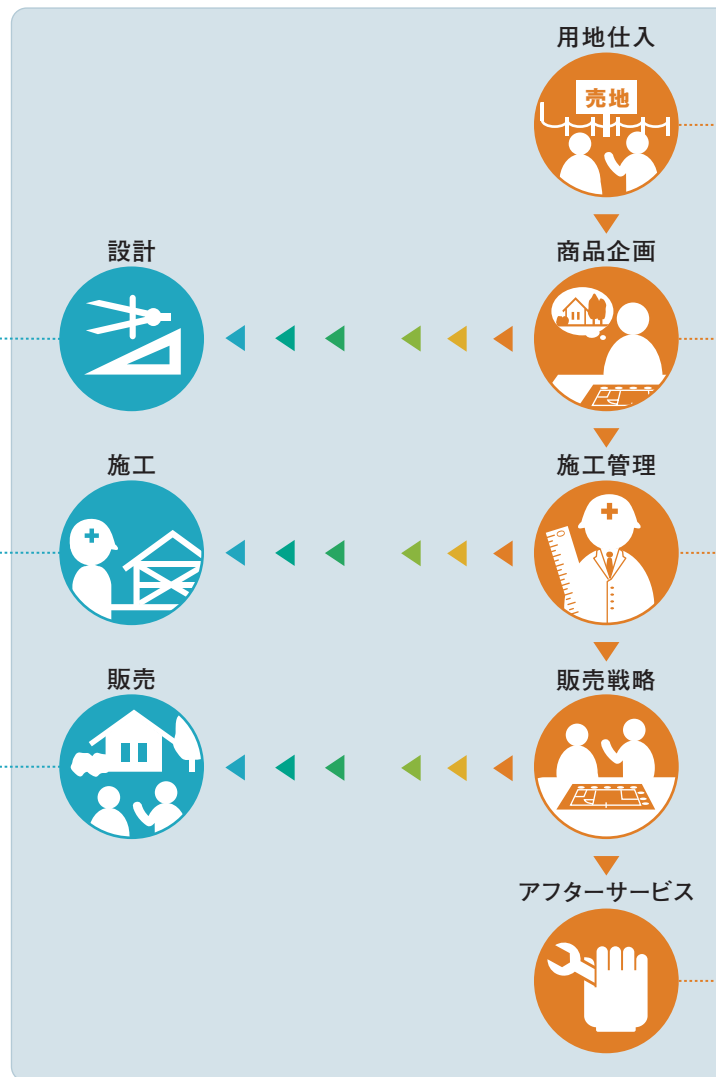 用地仕入
売地
設計
商品企画
施工
施工管理
販売
販売戦略
アフターサービス